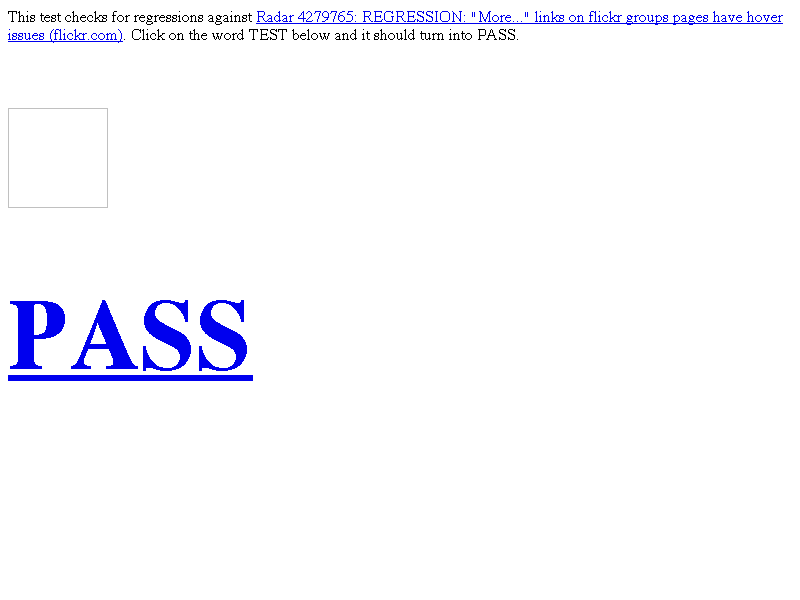 This test checks for regressions against Radar 4279765: REGRESSION: "More..." links on flickr groups pages have hover
issues (flickr.com). Click on the word TEST below and it should turn into PASS.
PASS